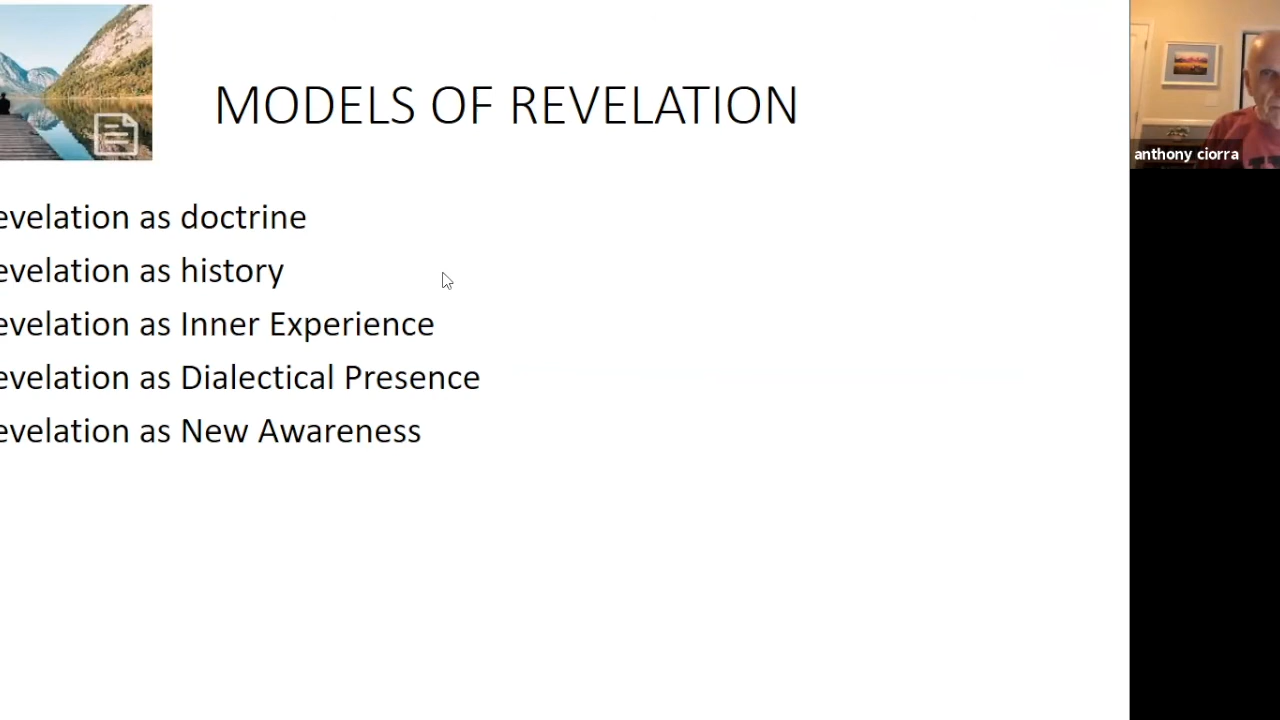 MODELS OF REVELATION
anthony ciorra
evelation as doctrine
evelation as history
evelation as Inner Experience
evelation as Dialectical Presence
evelation as New Awareness